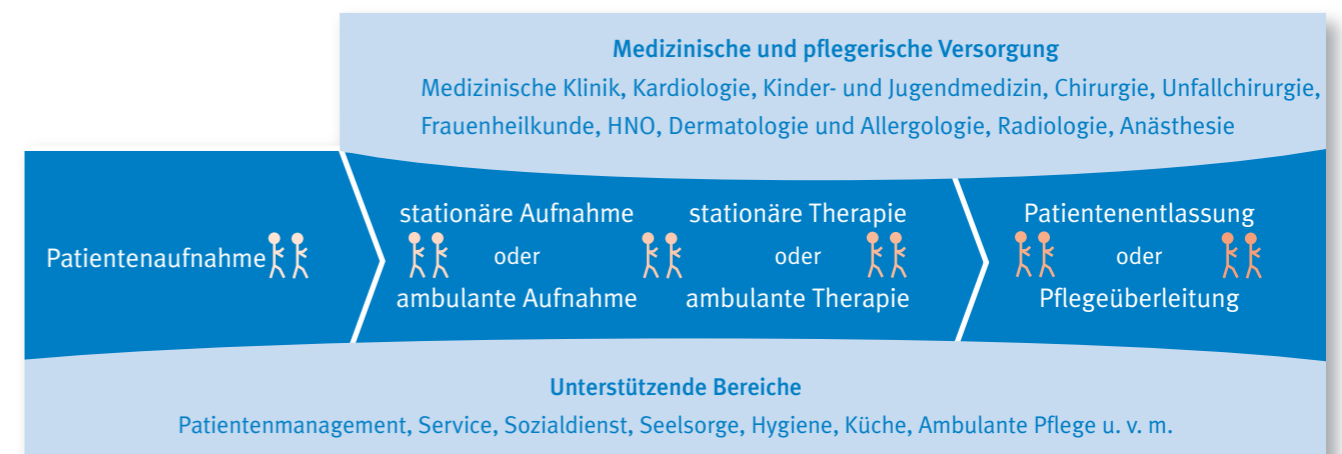 Medizinische und pflegerische Versorgung
Medizinische Klinik, Kardiologie, Kinder- und Jugendmedizin, Chirurgie, Unfallchirurgie,
Frauenheilkunde, HNO, Dermatologie und Allergologie, Radiologie, Anästhesie
Patientenaufnahme
stationäre Aufnahme
oder
ambulante Aufnahme
stationäre Therapie
oder
ambulante Therapie
Patientenentlassung
oder
Pflegeüberleitung
Unterstützende Bereiche
Patientenmanagement, Service, Sozialdienst, Seelsorge, Hygiene, Küche, Ambulante Pflege u. v. m.